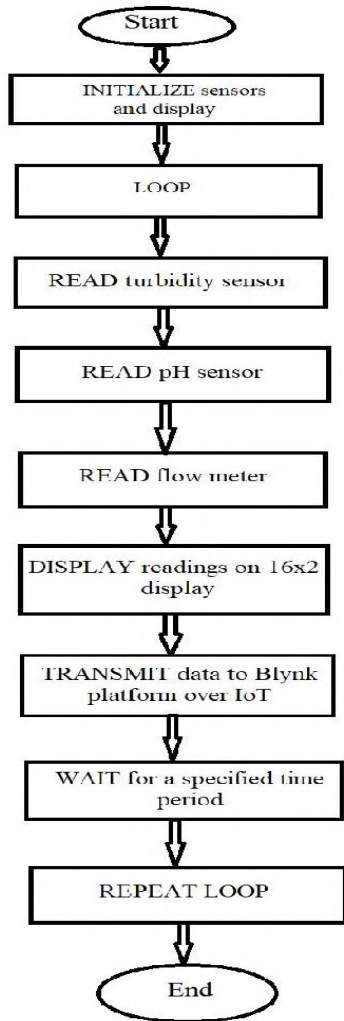 Start
INITIALIZE sensors
and display
LOOP
READ turbidity sensor
READ pH sensor
READ flow meter
DISPLAY readings on 16x2
display
TRANSMIT data to Blynk
platform over IoT
WAIT for a specified time
period
REPEAT LOOP
End